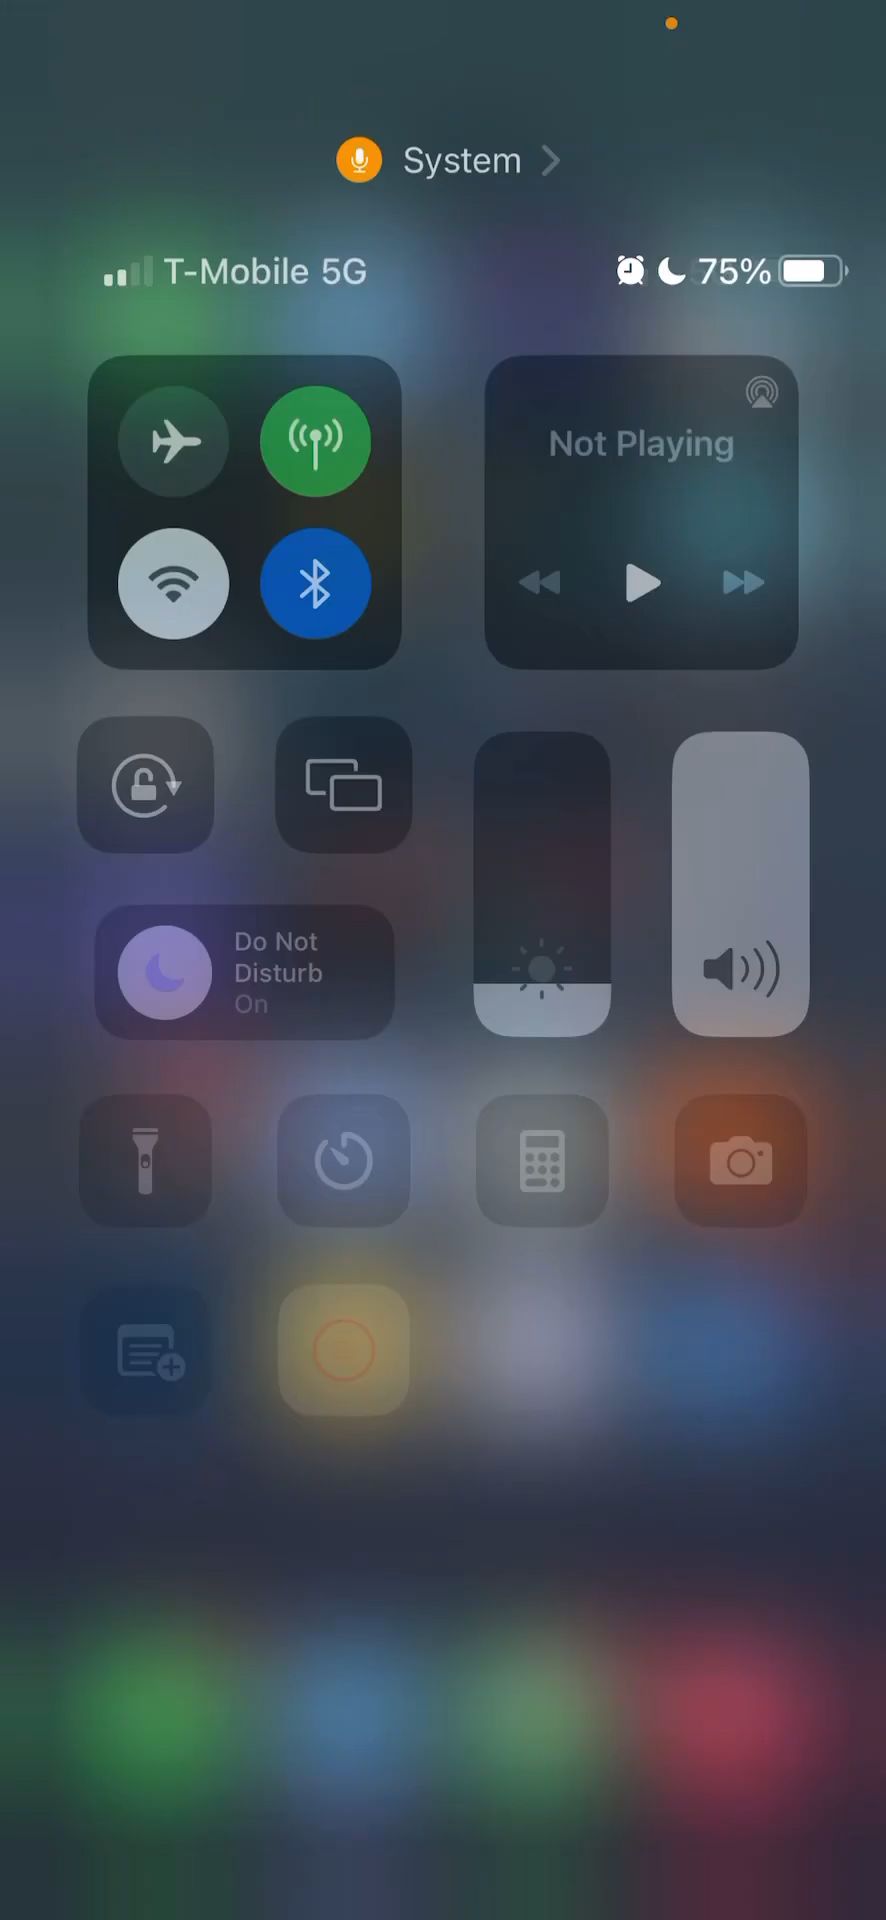 System
T-Mobile 5G 75%
Not Playing
Do Not
Disturb
On